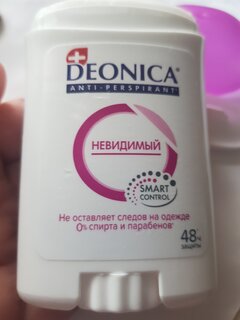 DEONICA
ANTI-PERSPIRANT
НЕВИДИМЫЙ
SMART
CONTROL
Не оставляет следов на одежде
0% спирта и парабенов
48ч
ЗАЩИТЫ